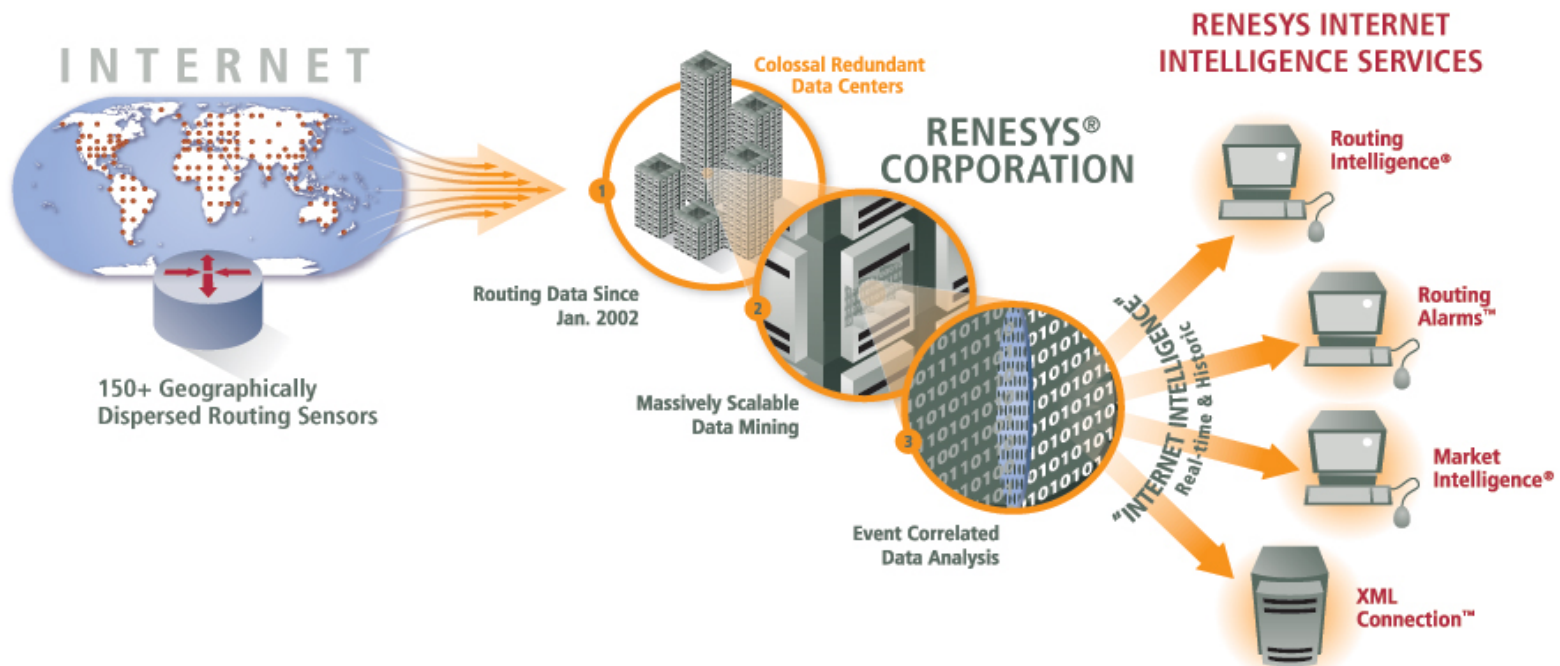 INTERNET
150+ Geographically
Dispersed Routing Sensors
Colossal Redundant
Data Centers
RENESYS®
CORPORATION
1
Routing Data Since
Jan. 2002
2
Massively Scalable
Data Mining
3
Event Correlated
Data Analysis
"INTERNET INTELLIGENCE"
Real-time & Historic
RENESYS INTERNET
INTELLIGENCE SERVICES
Routing
Intelligence®
Routing
Alarms™
Market
Intelligence®
XML
Connection™